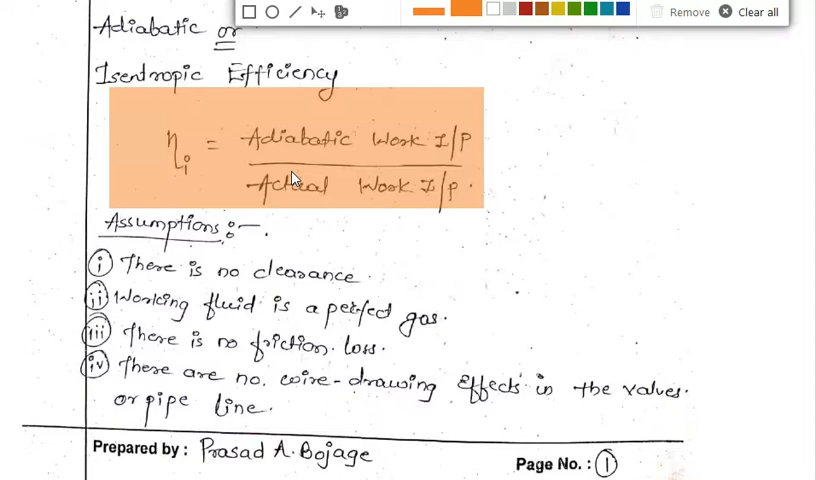 Remove Clear all
Adiabatic or
Isentropic Efficiency
ηi = Adiabatic Work I/P
Actual Work I/P.
Assumptions:-.
(i) There is no clearance.
(ii) Working fluid is a perfect gas.
(iii) There is no friction loss.
(iv) There are no. wire-drawing effects in the valves.
or pipe line.
Prepared by : Prasad A. Bojage
Page No. : (1)